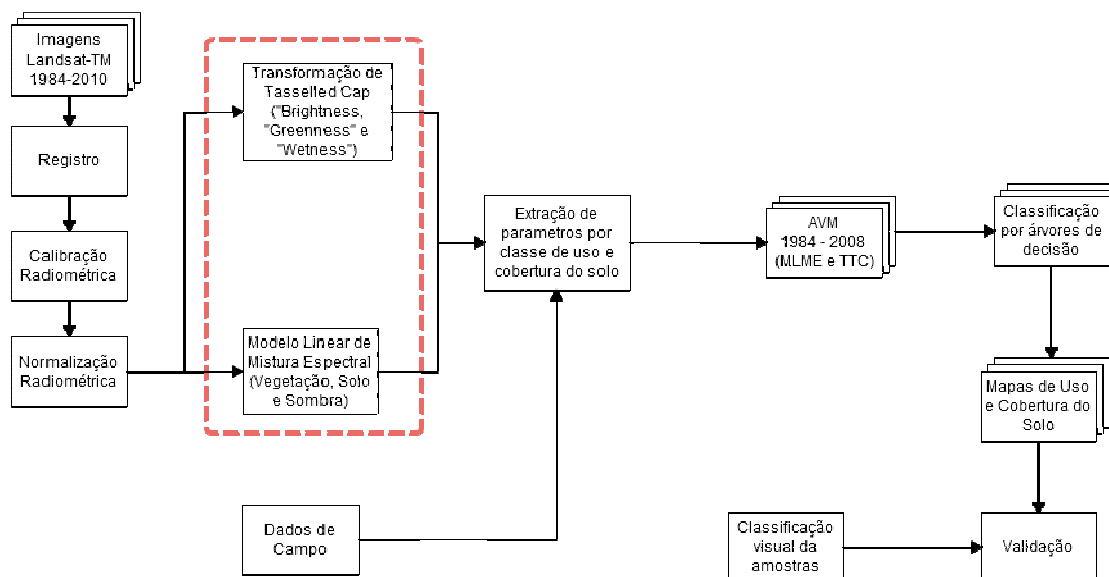 Imagens
Landsat-TM
1984-2010
Registro
Calibração
Radiométrica
Normalização
Radiométrica
Transformação de
Tasselled Cap
("Brightness,
"Greenness" e
"Wetness")
Modelo Linear de
Mistura Espectral
(Vegetação, Solo
e Sombra)
Dados de
Campo
Extração de
parametros por
classe de uso e
cobertura do solo
AVM
1984 - 2008
(MLME e TTC)
Classificação
por árvores de
decisão
Mapas de Uso
e Cobertura do
Solo
Classificação
visual da
amostras
Validação